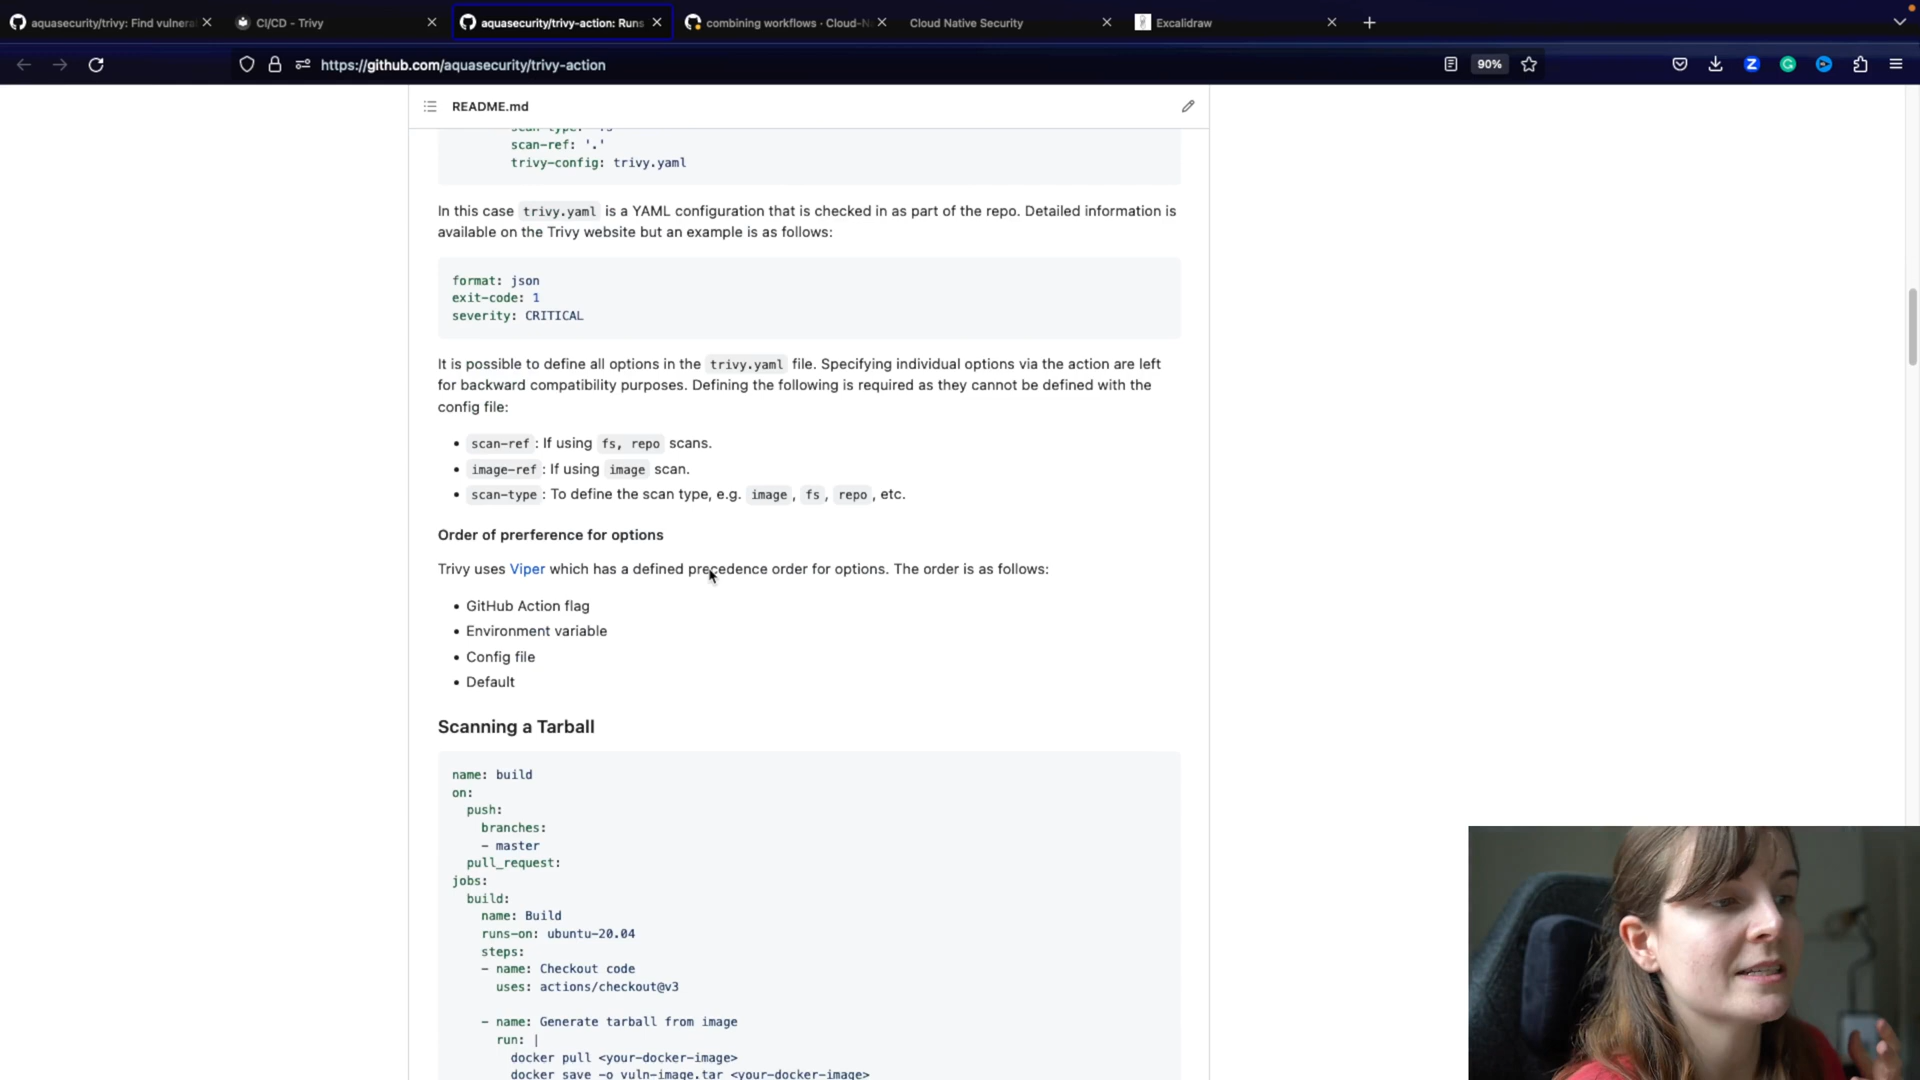 aquasecurity/trivy: Find vulnera
CI/CD - Trivy
aquasecurity/trivy-action: Runs
combining workflows · Cloud-N
Cloud Native Security
Excalidraw
https://github.com/aquasecurity/trivy-action
90%
README.md
scan-ref: '.'
trivy-config: trivy.yaml
In this case trivy.yaml is a YAML configuration that is checked in as part of the repo. Detailed information is
available on the Trivy website but an example is as follows:
format: json
exit-code: 1
severity: CRITICAL
It is possible to define all options in the trivy.yaml file. Specifying individual options via the action are left
for backward compatibility purposes. Defining the following is required as they cannot be defined with the
config file:
• scan-ref: If using fs, repo scans.
• image-ref: If using image scan.
• scan-type: To define the scan type, e.g. image, fs, repo, etc.
Order of prerference for options
Trivy uses Viper which has a defined precedence order for options. The order is as follows:
• GitHub Action flag
• Environment variable
• Config file
• Default
Scanning a Tarball
name: build
on:
push:
branches:
- master
pull_request:
jobs:
build:
name: Build
runs-on: ubuntu-20.04
steps:
- name: Checkout code
uses: actions/checkout@v3
- name: Generate tarball from image
run: |
docker pull <your-docker-image>
docker save -o vuln-image.tar <your-docker-image>